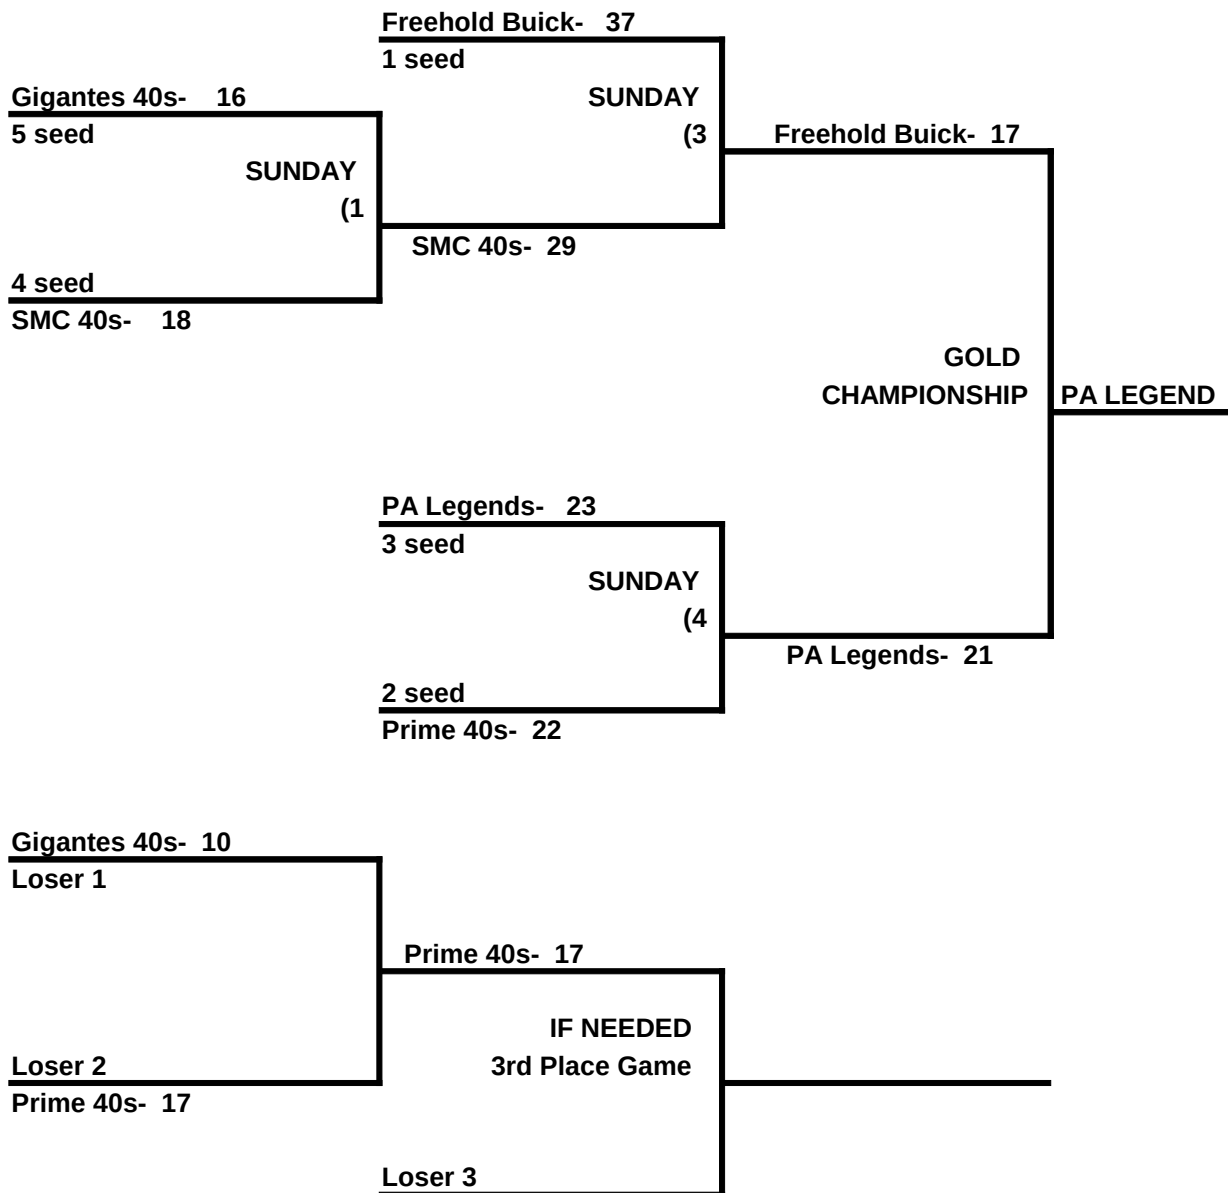 Freehold Buick-   37
1 seed
Gigantes 40s-    16
SUNDAY
5 seed
(3
Freehold Buick-  17
SUNDAY
(1
SMC 40s-  29
4 seed
SMC 40s-    18
GOLD
CHAMPIONSHIP
PA LEGEND
PA Legends-   23
3 seed
SUNDAY
(4
PA Legends-  21
2 seed
Prime 40s-  22
Gigantes 40s-  10
Loser 1
Prime 40s-  17
IF NEEDED
Loser 2
3rd Place Game
Prime 40s-  17
Loser 3